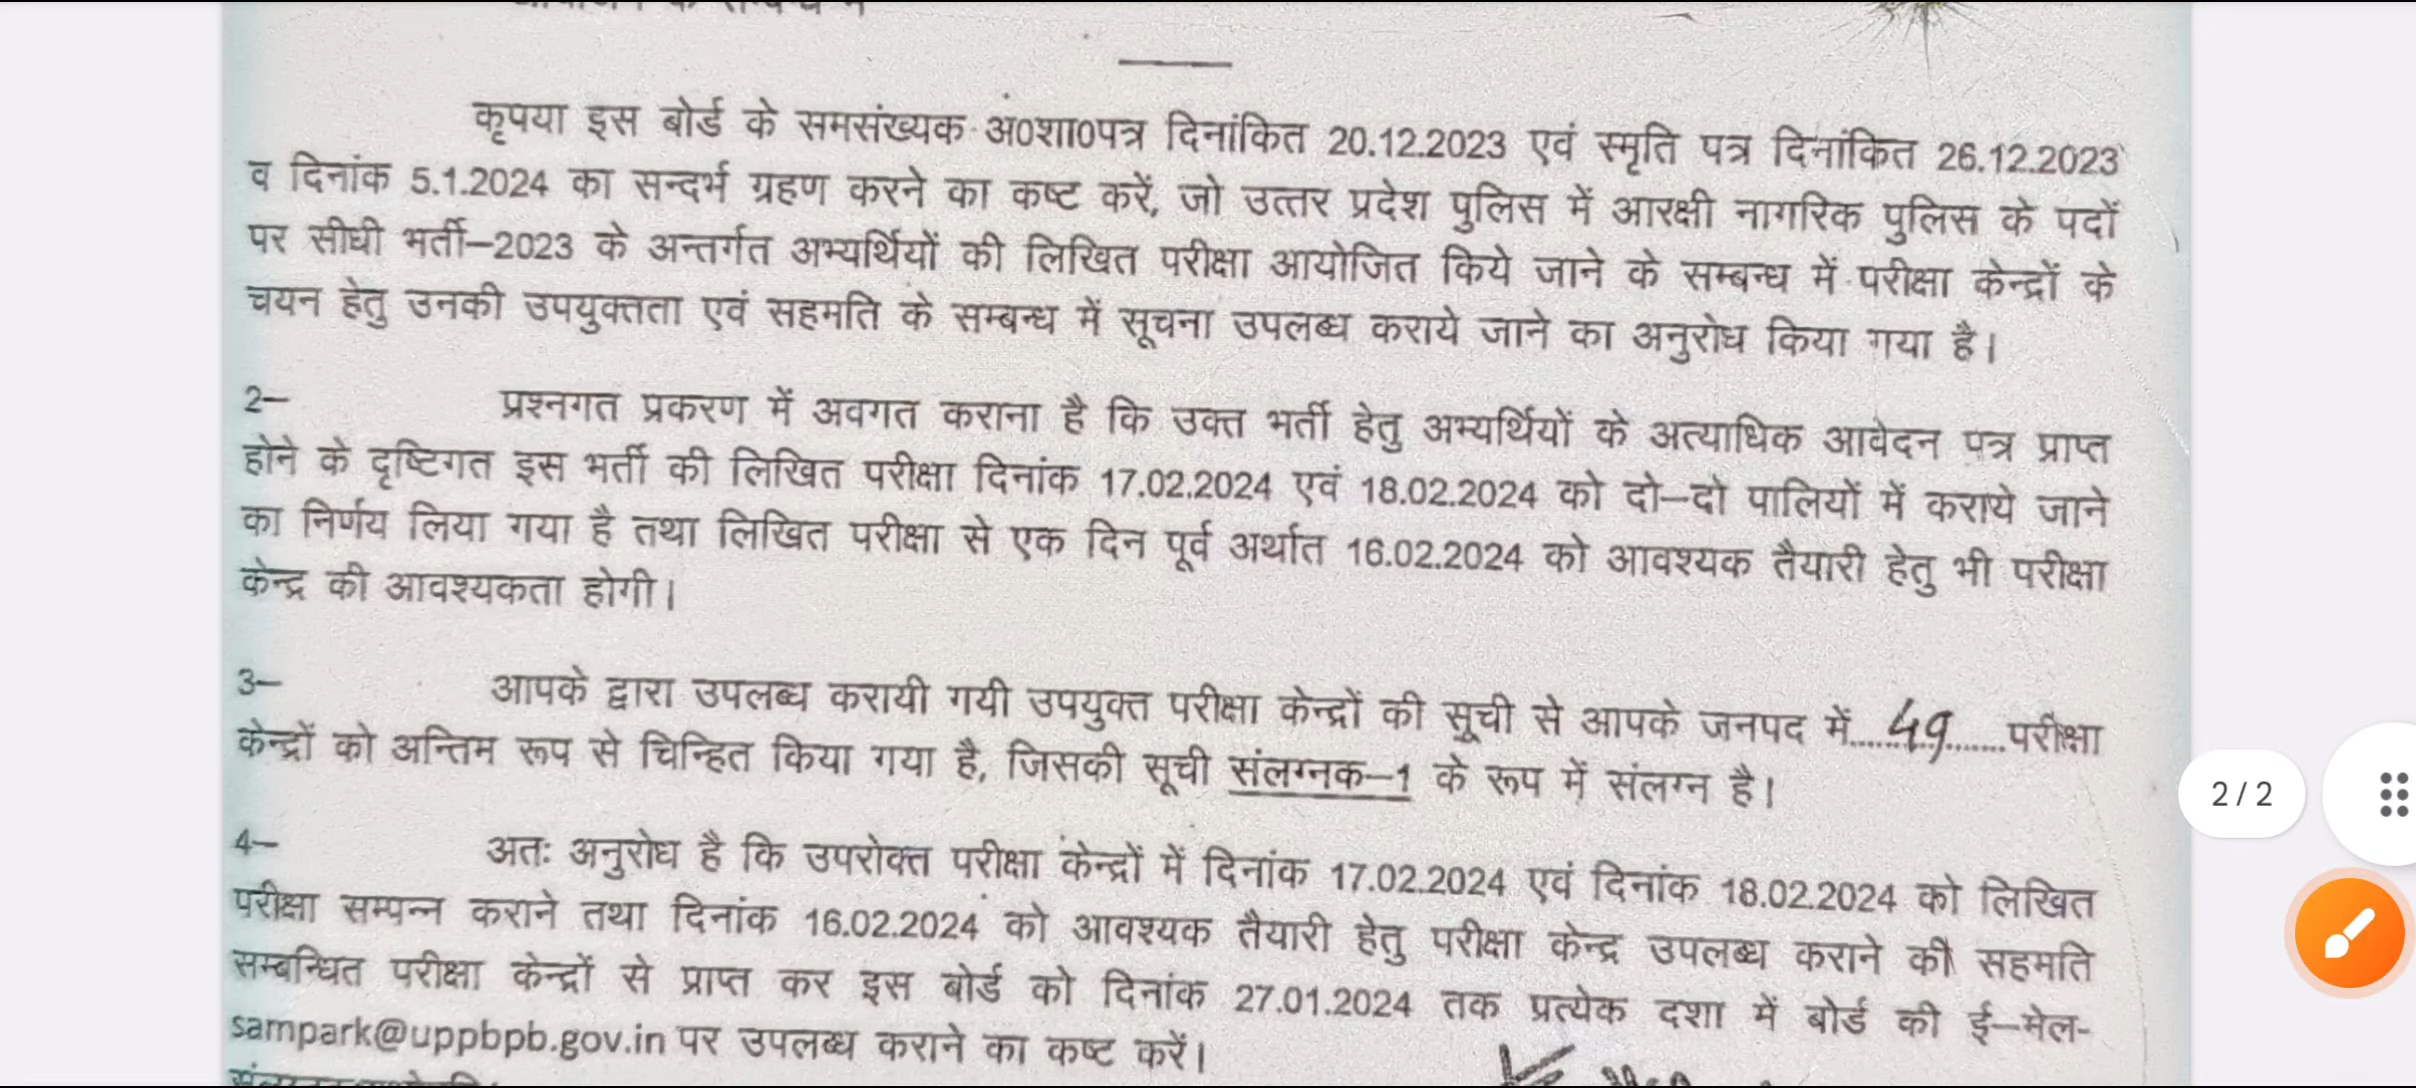 कृपया इस बोर्ड के समसंख्यक अ0शा0पत्र दिनांकित 20.12.2023 एवं स्मृति पत्र दिनांकित 26.12.2023
व दिनांक 5.1.2024 का सन्दर्भ ग्रहण करने का कष्ट करें, जो उत्तर प्रदेश पुलिस में आरक्षी नागरिक पुलिस के पदों
पर सीधी भर्ती–2023 के अन्तर्गत अभ्यर्थियों की लिखित परीक्षा आयोजित किये जाने के सम्बन्ध में परीक्षा केन्द्रों के
चयन हेतु उनकी उपयुक्तता एवं सहमति के सम्बन्ध में सूचना उपलब्ध कराये जाने का अनुरोध किया गया है।
2– प्रश्नगत प्रकरण में अवगत कराना है कि उक्त भर्ती हेतु अभ्यर्थियों के अत्याधिक आवेदन पत्र प्राप्त
होने के दृष्टिगत इस भर्ती की लिखित परीक्षा दिनांक 17.02.2024 एवं 18.02.2024 को दो–दो पालियों में कराये जाने
का निर्णय लिया गया है तथा लिखित परीक्षा से एक दिन पूर्व अर्थात 16.02.2024 को आवश्यक तैयारी हेतु भी परीक्षा
केन्द्र की आवश्यकता होगी।
3– आपके द्वारा उपलब्ध करायी गयी उपयुक्त परीक्षा केन्द्रों की सूची से आपके जनपद में......49.......परीक्षा
केन्द्रों को अन्तिम रूप से चिन्हित किया गया है, जिसकी सूची संलग्नक–1 के रूप में संलग्न है।
2 / 2
4– अतः अनुरोध है कि उपरोक्त परीक्षा केन्द्रों में दिनांक 17.02.2024 एवं दिनांक 18.02.2024 को लिखित
परीक्षा सम्पन्न कराने तथा दिनांक 16.02.2024 को आवश्यक तैयारी हेतु परीक्षा केन्द्र उपलब्ध कराने की सहमति
सम्बन्धित परीक्षा केन्द्रों से प्राप्त कर इस बोर्ड को दिनांक 27.01.2024 तक प्रत्येक दशा में बोर्ड की ई–मेल-
sampark@uppbpb.gov.in पर उपलब्ध कराने का कष्ट करें।